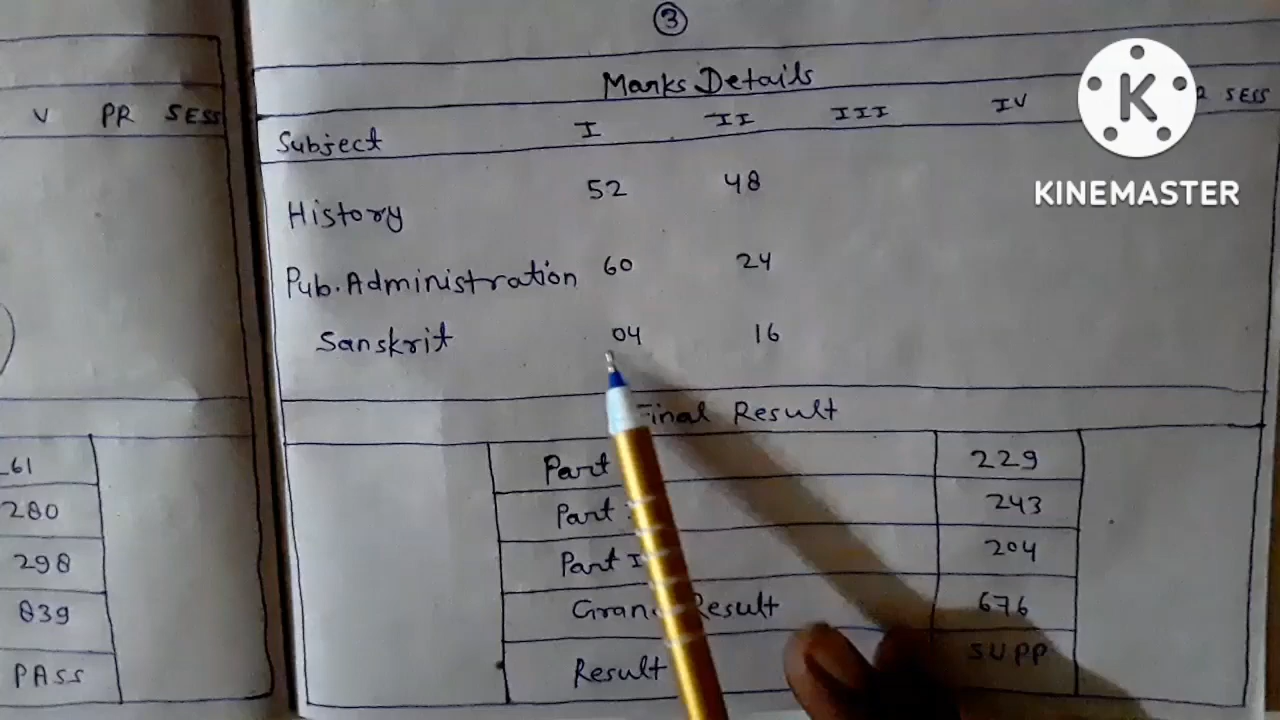 ③
Marks Details
V PR SESS
Subject I II III IV SESS
History 52 48
Pub. Administration 60 24
Sanskrit 04 16
Final Result
61
280
298
839
PASS
Part 229
Part 243
Part 204
Result 676
Result SUPP
K
KINEMASTER